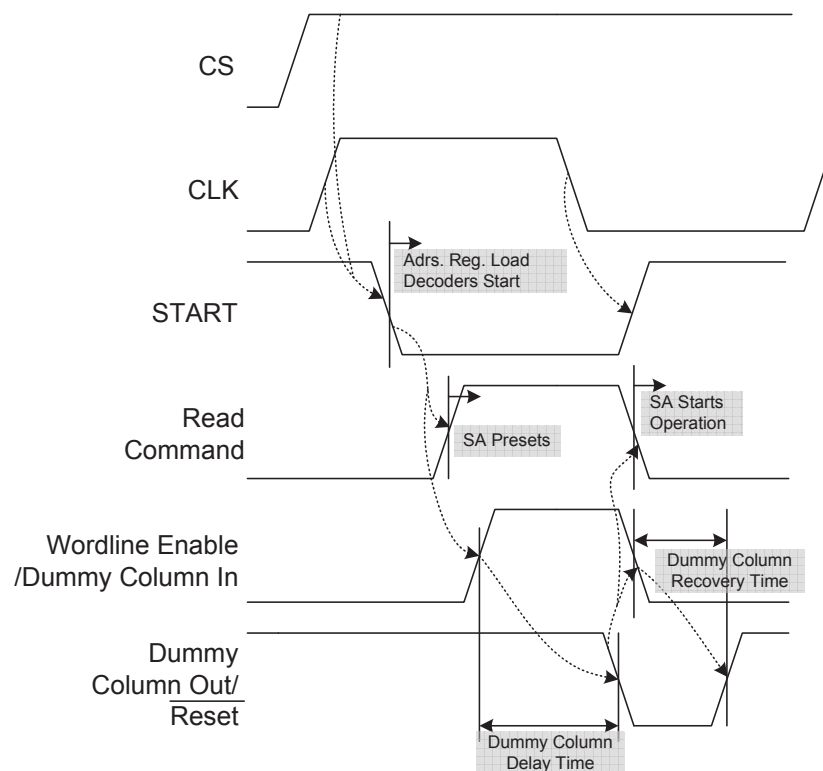 CS
CLK
Adrs. Reg. Load
Decoders Start
START
Read
Command
SA Presets
SA Starts
Operation
Wordline Enable
/Dummy Column In
Dummy Column
Recovery Time
Dummy
Column Out/
Reset
Dummy Column
Delay Time